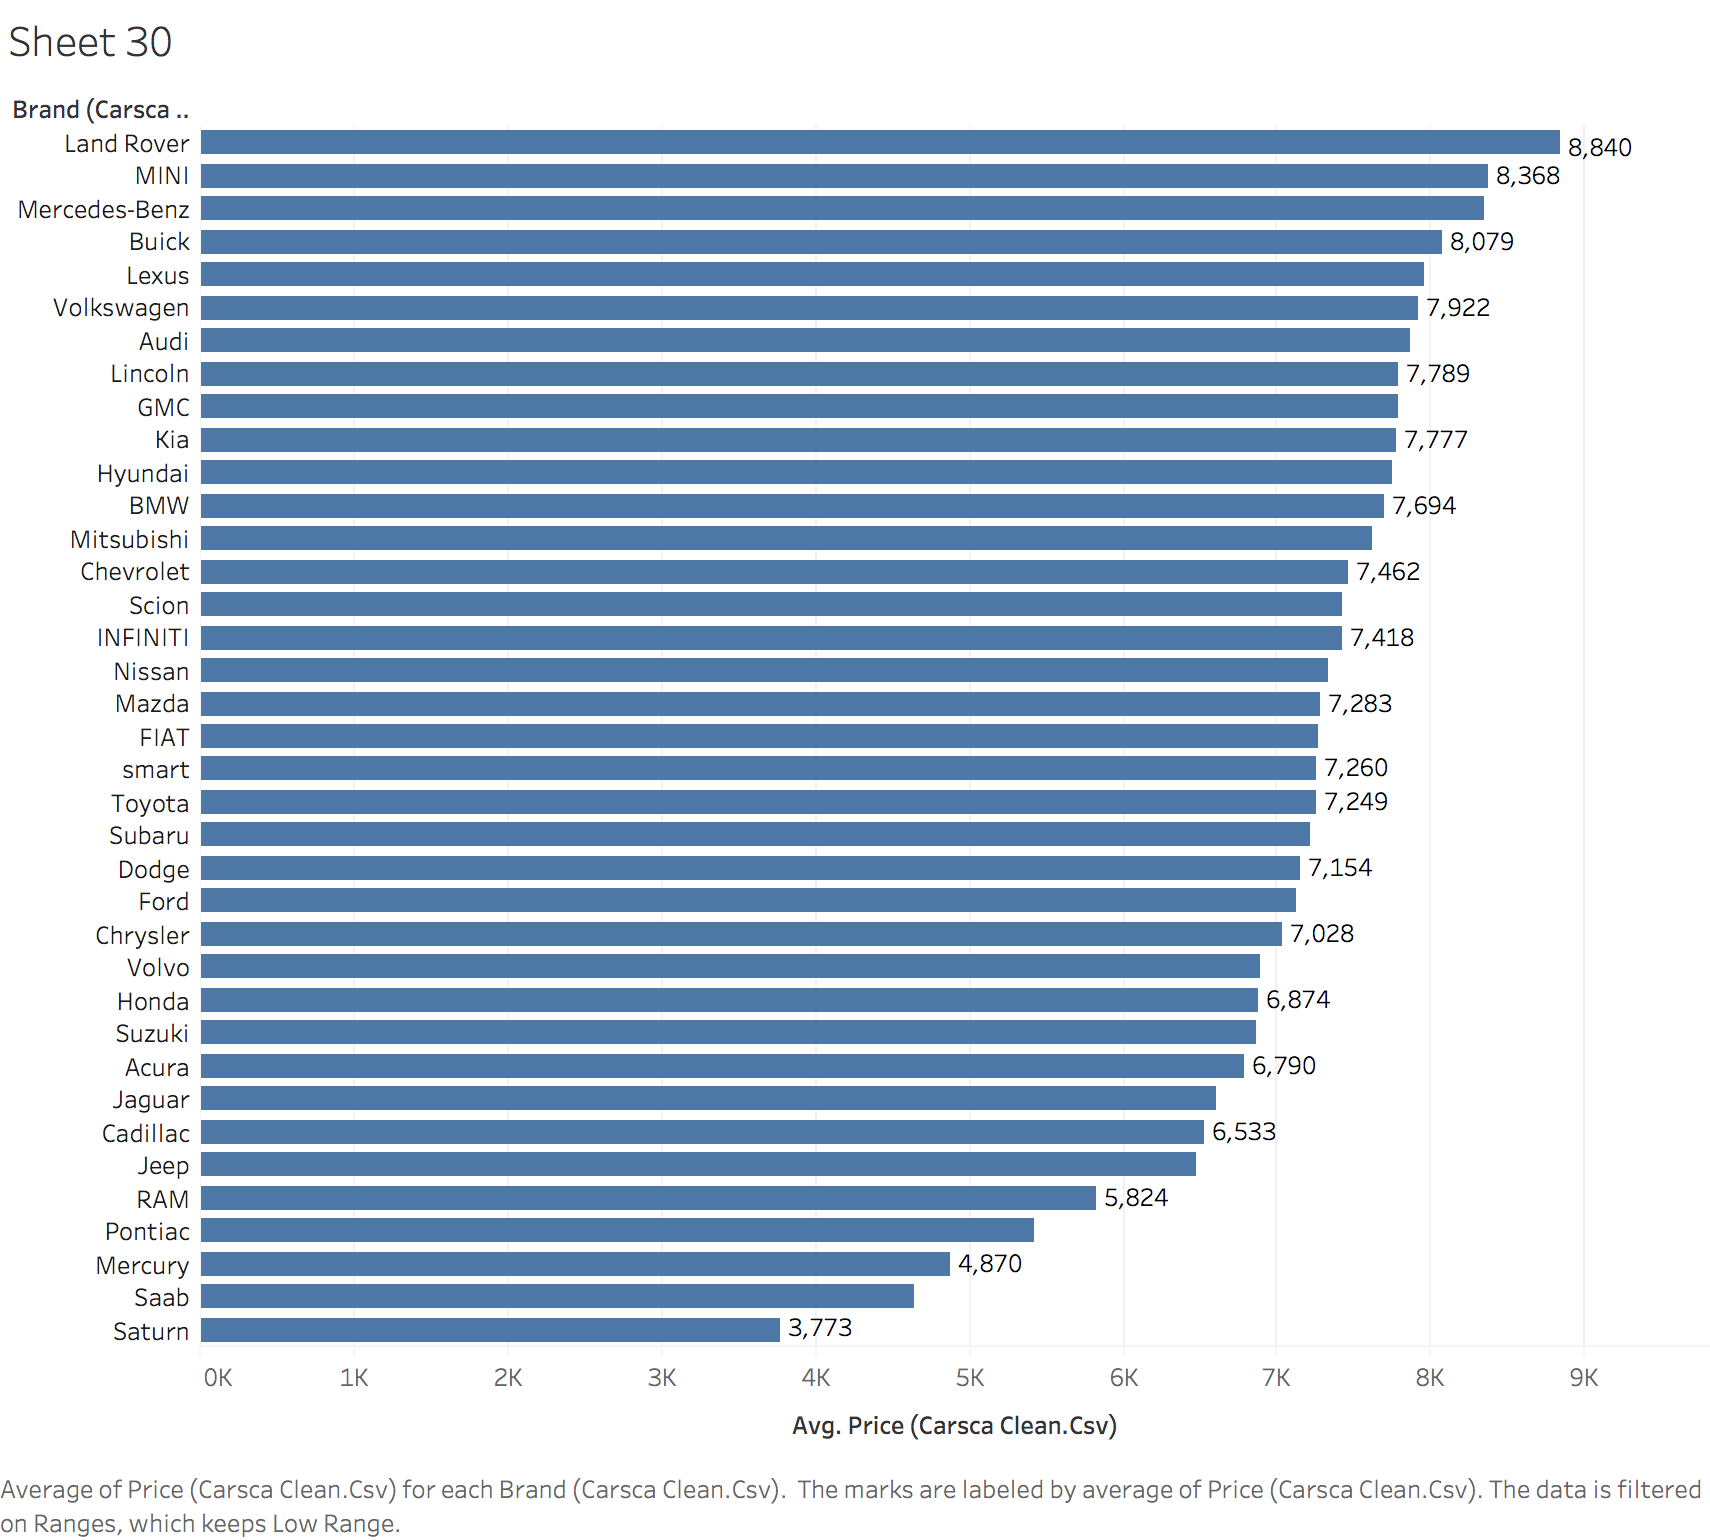 Sheet 30
Brand (Carsca ..
Land Rover 8,840
MINI 8,368
Mercedes-Benz
Buick 8,079
Lexus
Volkswagen 7,922
Audi
Lincoln 7,789
GMC
Kia 7,777
Hyundai
BMW 7,694
Mitsubishi
Chevrolet 7,462
Scion
INFINITI 7,418
Nissan
Mazda 7,283
FIAT
smart 7,260
Toyota 7,249
Subaru
Dodge 7,154
Ford
Chrysler 7,028
Volvo
Honda 6,874
Suzuki
Acura 6,790
Jaguar
Cadillac 6,533
Jeep
RAM 5,824
Pontiac
Mercury 4,870
Saab
Saturn 3,773
0K 1K 2K 3K 4K 5K 6K 7K 8K 9K
Avg. Price (Carsca Clean.Csv)
Average of Price (Carsca Clean.Csv) for each Brand (Carsca Clean.Csv).  The marks are labeled by average of Price (Carsca Clean.Csv). The data is filtered
on Ranges, which keeps Low Range.